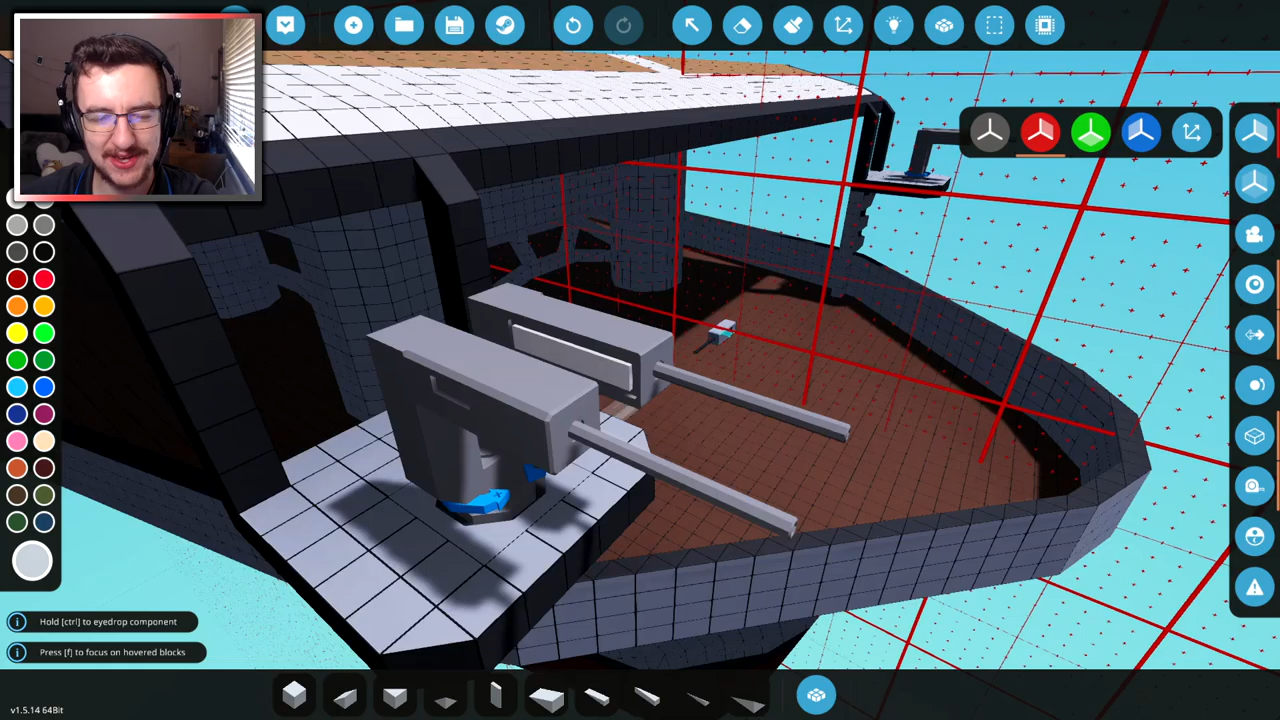 Hold [ctrl] to eyedrop component
Press [f] to focus on hovered blocks
v1.5.14 64Bit